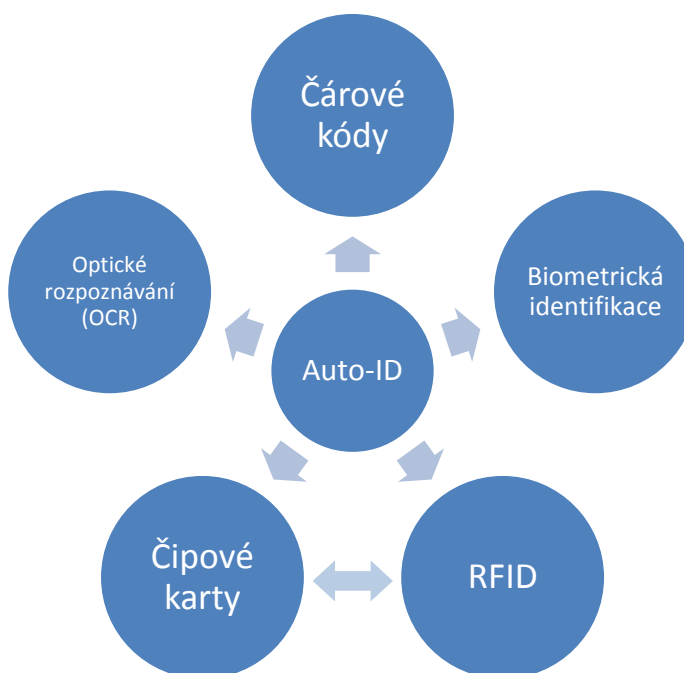 Čárové
kódy
Optické
rozpoznávání
(OCR)
Biometrická
identifikace
Auto-ID
Čipové
karty
RFID